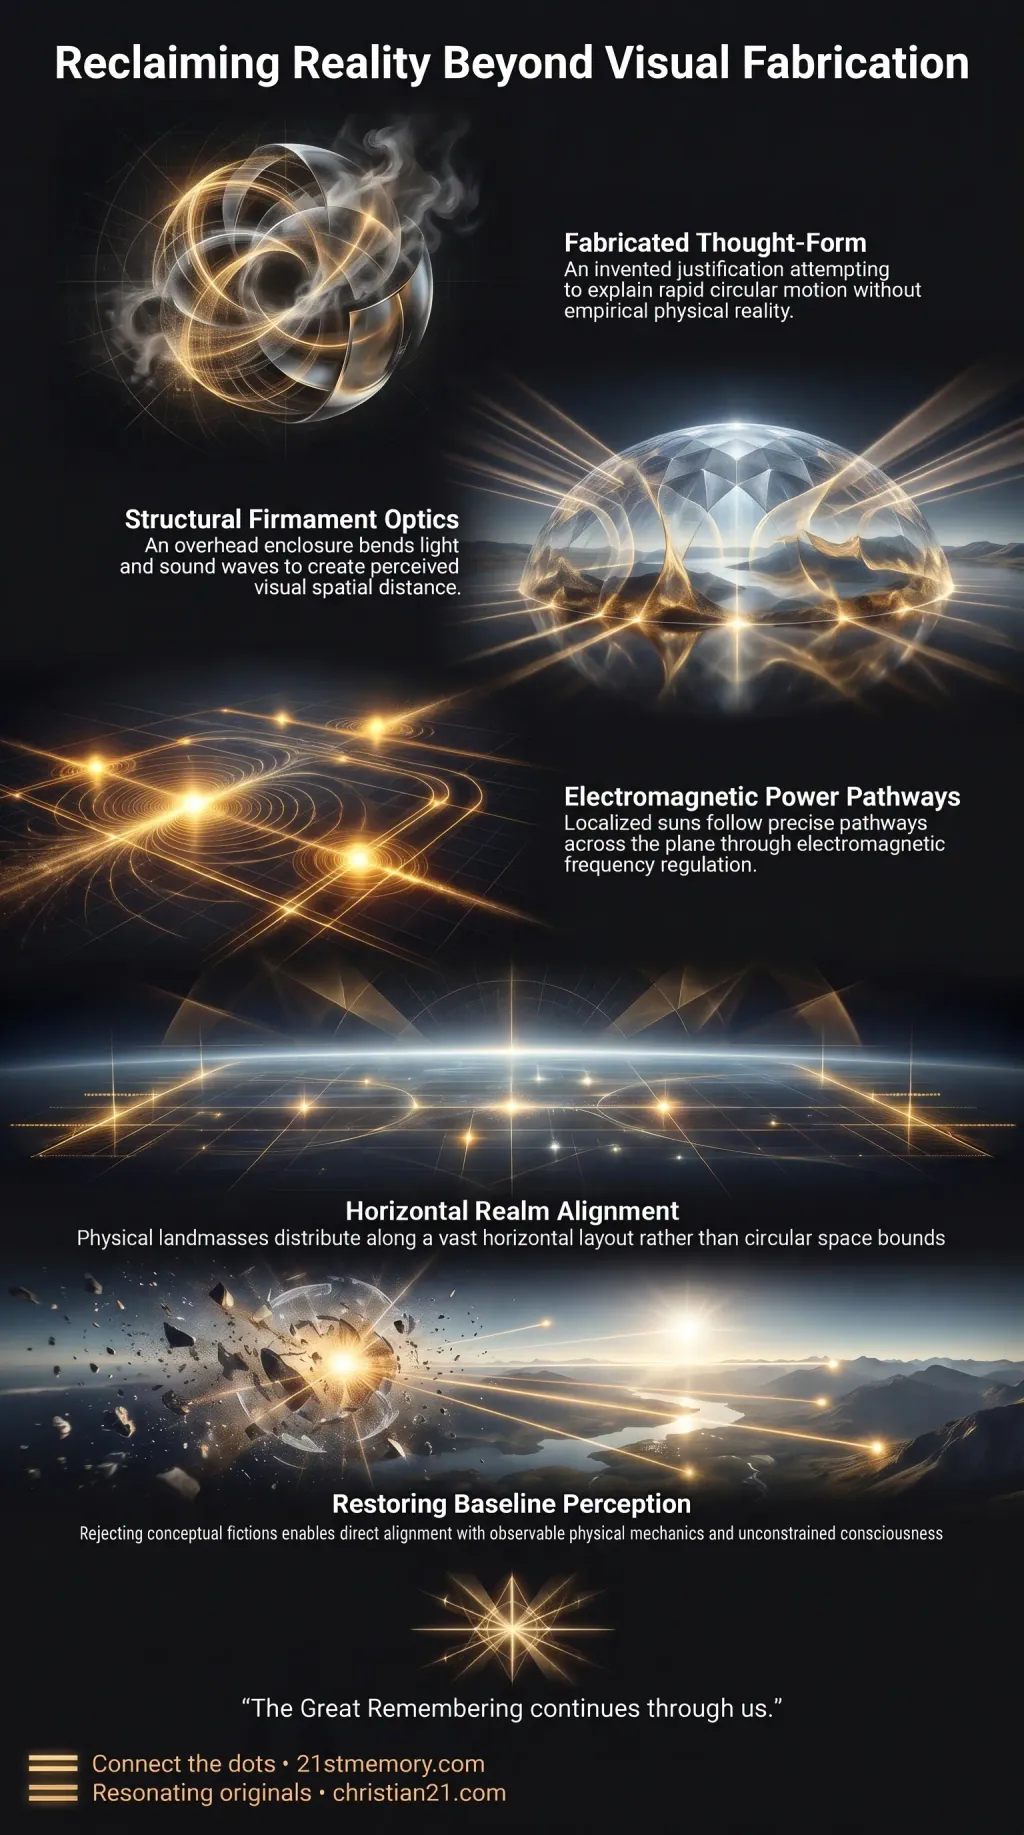 Reclaiming Reality Beyond Visual Fabrication
Fabricated Thought-Form
An invented justification attempting
to explain rapid circular motion without
empirical physical reality.
Structural Firmament Optics
An overhead enclosure bends light
and sound waves to create perceived
visual spatial distance.
Electromagnetic Power Pathways
Localized suns follow precise pathways
across the plane through electromagnetic
frequency regulation.
Horizontal Realm Alignment
Physical landmasses distribute along a vast horizontal layout rather than circular space bounds
Restoring Baseline Perception
Rejecting conceptual fictions enables direct alignment with observable physical mechanics and unconstrained consciousness
“The Great Remembering continues through us.”
Connect the dots • 21stmemory.com
Resonating originals • christian21.com